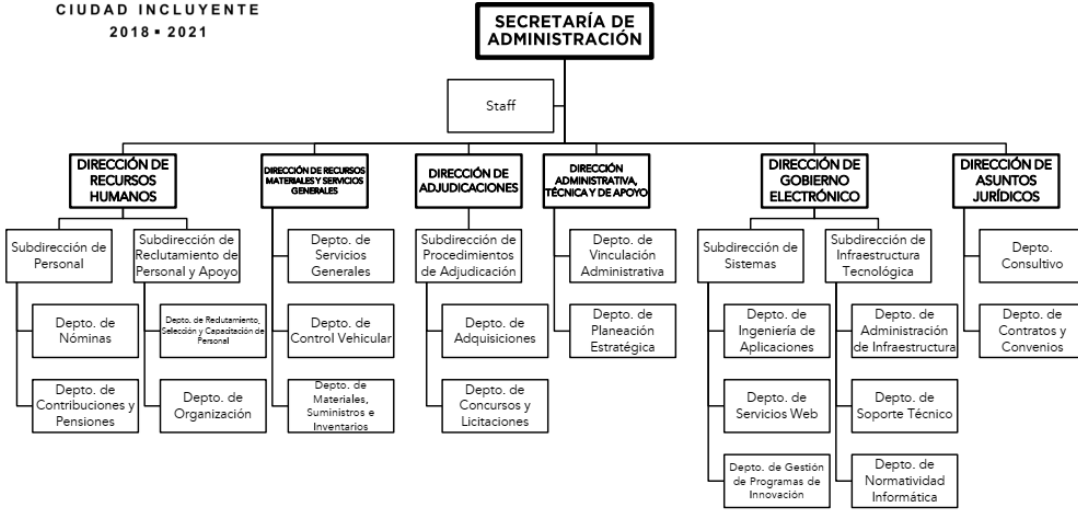 CIUDAD INCLUYENTE
2018 ▪ 2021
SECRETARÍA DE
ADMINISTRACIÓN
Staff
DIRECCIÓN DE
RECURSOS
HUMANOS
DIRECCIÓN DE RECURSOS
MATERIALES Y SERVICIOS
GENERALES
DIRECCIÓN DE
ADJUDICACIONES
DIRECCIÓN
ADMINISTRATIVA,
TÉCNICA Y DE APOYO
DIRECCIÓN DE
GOBIERNO
ELECTRÓNICO
DIRECCIÓN DE
ASUNTOS
JURÍDICOS
Subdirección de
Personal
Subdirección de
Reclutamiento de
Personal y Apoyo
Depto. de
Servicios
Generales
Subdirección de
Procedimientos
de Adjudicación
Depto. de
Vinculación
Administrativa
Subdirección de
Sistemas
Subdirección de
Infraestructura
Tecnológica
Depto.
Consultivo
Depto. de
Nóminas
Depto. de Reclutamiento,
Selección y Capacitación de
Personal
Depto. de
Control Vehicular
Depto. de
Adquisiciones
Depto. de
Planeación
Estratégica
Depto. de
Ingeniería de
Aplicaciones
Depto. de
Administración
de Infraestructura
Depto. de
Contratos y
Convenios
Depto. de
Contribuciones y
Pensiones
Depto. de
Organización
Depto. de
Materiales,
Suministros e
Inventarios
Depto. de
Concursos y
Licitaciones
Depto. de
Servicios Web
Depto. de
Soporte Técnico
Depto. de Gestión
de Programas de
Innovación
Depto. de
Normatividad
Informática